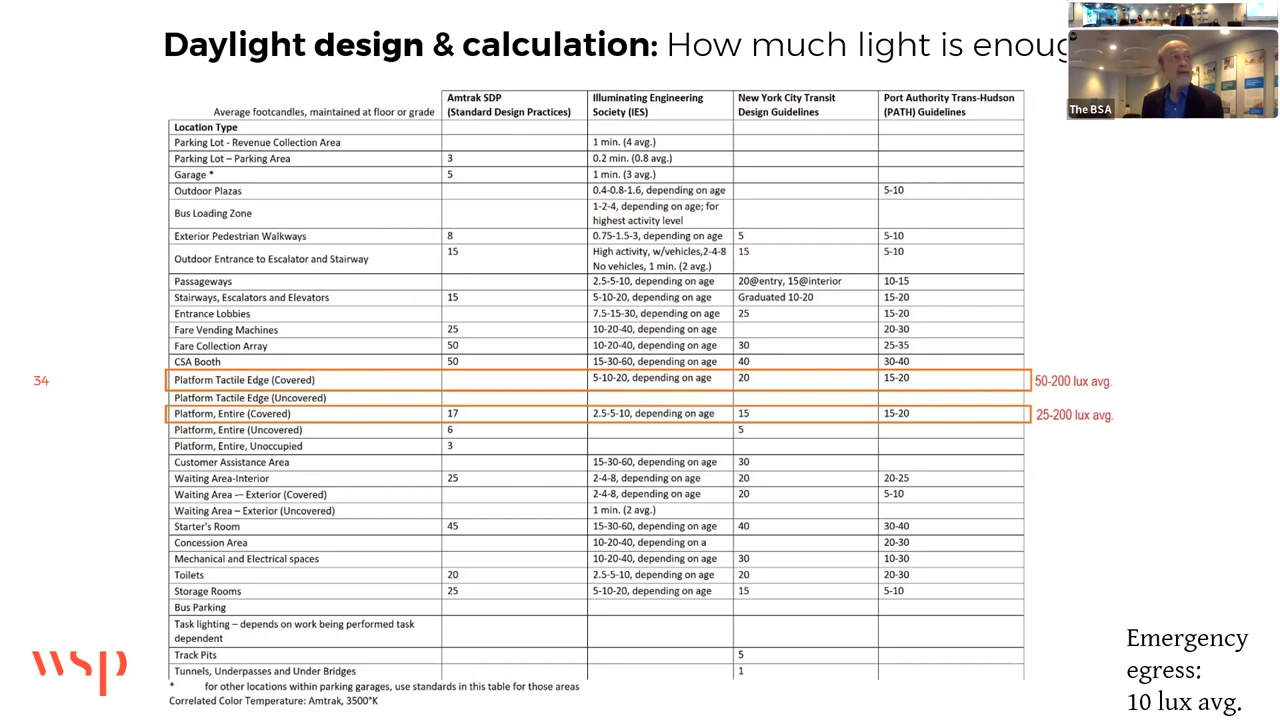 Daylight design & calculation: How much light is enoug
The BSA
Average footcandles, maintained at floor or grade
Amtrak SDP
(Standard Design Practices)
Illuminating Engineering
Society (IES)
New York City Transit
Design Guidelines
Port Authority Trans-Hudson
(PATH) Guidelines
Location Type
Parking Lot - Revenue Collection Area 1 min. (4 avg.)
Parking Lot – Parking Area 3 0.2 min. (0.8 avg.)
Garage * 5 1 min. (3 avg.)
Outdoor Plazas 0.4-0.8-1.6, depending on age 5-10
Bus Loading Zone 1-2-4, depending on age; for
highest activity level
Exterior Pedestrian Walkways 8 0.75-1.5-3, depending on age 5 5-10
Outdoor Entrance to Escalator and Stairway 15 High activity, w/vehicles,2-4-8 15 5-10
No vehicles, 1 min. (2 avg.)
Passageways 2.5-5-10, depending on age 20@entry, 15@interior 10-15
Stairways, Escalators and Elevators 15 5-10-20, depending on age Graduated 10-20 15-20
Entrance Lobbies 7.5-15-30, depending on age 25 15-20
Fare Vending Machines 25 10-20-40, depending on age 20-30
Fare Collection Array 50 10-20-40, depending on age 30 25-35
CSA Booth 50 15-30-60, depending on age 40 30-40
34
Platform Tactile Edge (Covered) 5-10-20, depending on age 20 15-20 50-200 lux avg.
Platform Tactile Edge (Uncovered)
Platform, Entire (Covered) 17 2.5-5-10, depending on age 15 15-20 25-200 lux avg.
Platform, Entire (Uncovered) 6 5
Platform, Entire, Unoccupied 3
Customer Assistance Area 15-30-60, depending on age 30
Waiting Area-Interior 25 2-4-8, depending on age 20 20-25
Waiting Area -– Exterior (Covered) 2-4-8, depending on age 20 5-10
Waiting Area – Exterior (Uncovered) 1 min. (2 avg.)
Starter's Room 45 15-30-60, depending on age 40 30-40
Concession Area 10-20-40, depending on a 20-30
Mechanical and Electrical spaces 10-20-40, depending on age 30 10-30
Toilets 20 2.5-5-10, depending on age 20 20-30
Storage Rooms 25 5-10-20, depending on age 15 5-10
Bus Parking
Task lighting – depends on work being performed task
dependent
Track Pits 5
Tunnels, Underpasses and Under Bridges 1
* for other locations within parking garages, use standards in this table for those areas
Correlated Color Temperature: Amtrak, 3500°K
wsp
Emergency
egress:
10 lux avg.